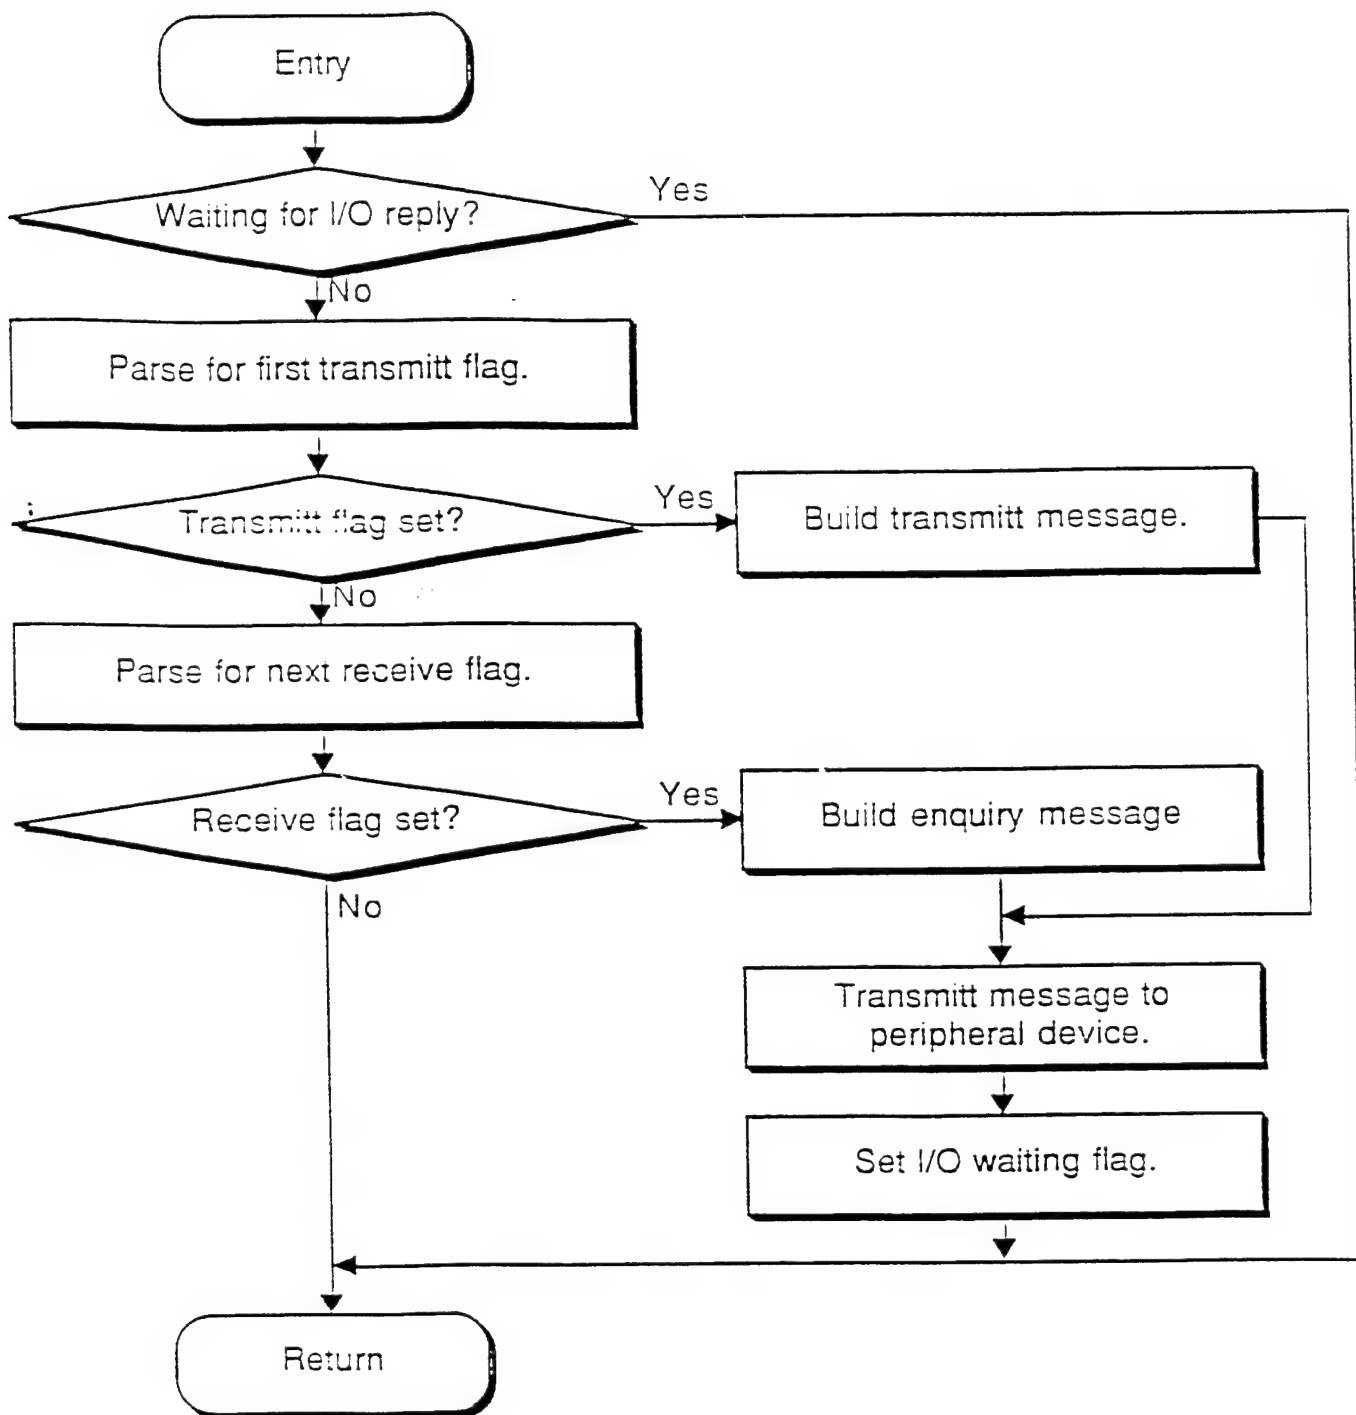 Entry
Waiting for I/O reply?
Yes
No
Parse for first transmitt flag.
Transmitt flag set?
Yes
Build transmitt message.
No
Parse for next receive flag.
Receive flag set?
Yes
Build enquiry message
No
Transmitt message to
peripheral device.
Set I/O waiting flag.
Return